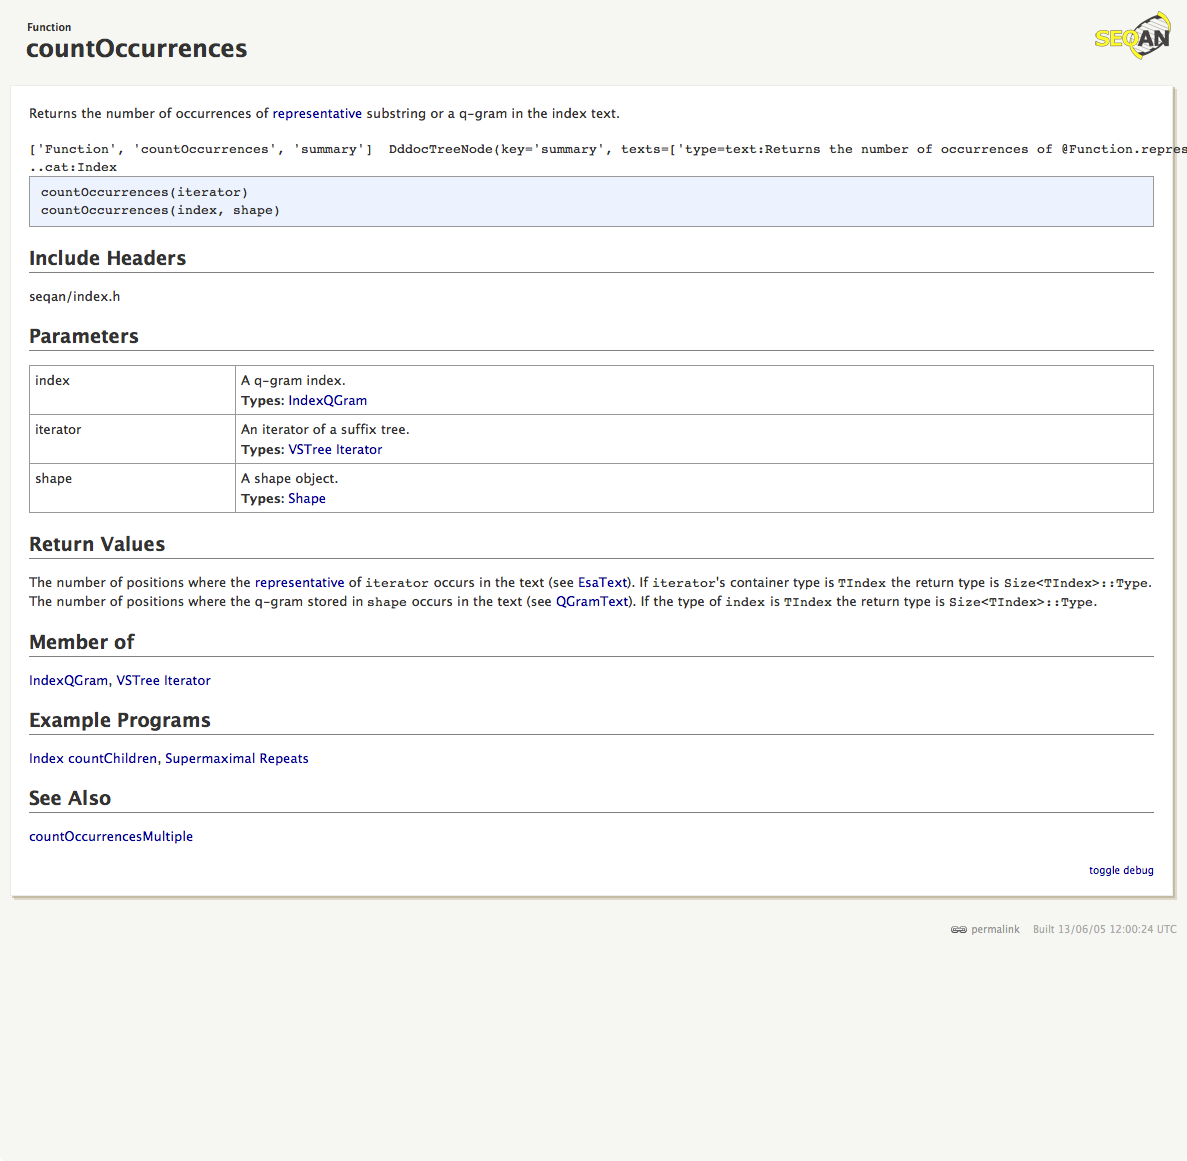 Function
countOccurrences
SEQAN
Returns the number of occurrences of representative substring or a q-gram in the index text.
['Function', 'countOccurrences', 'summary']  DddocTreeNode(key='summary', texts=['type=text:Returns the number of occurrences of @Function.repres
..cat:Index
countOccurrences(iterator)
countOccurrences(index, shape)
Include Headers
seqan/index.h
Parameters
index
A q-gram index.
Types: IndexQGram
iterator
An iterator of a suffix tree.
Types: VSTree Iterator
shape
A shape object.
Types: Shape
Return Values
The number of positions where the representative of iterator occurs in the text (see EsaText). If iterator's container type is TIndex the return type is Size<TIndex>::Type.
The number of positions where the q-gram stored in shape occurs in the text (see QGramText). If the type of index is TIndex the return type is Size<TIndex>::Type.
Member of
IndexQGram, VSTree Iterator
Example Programs
Index countChildren, Supermaximal Repeats
See Also
countOccurrencesMultiple
toggle debug
permalink Built 13/06/05 12:00:24 UTC